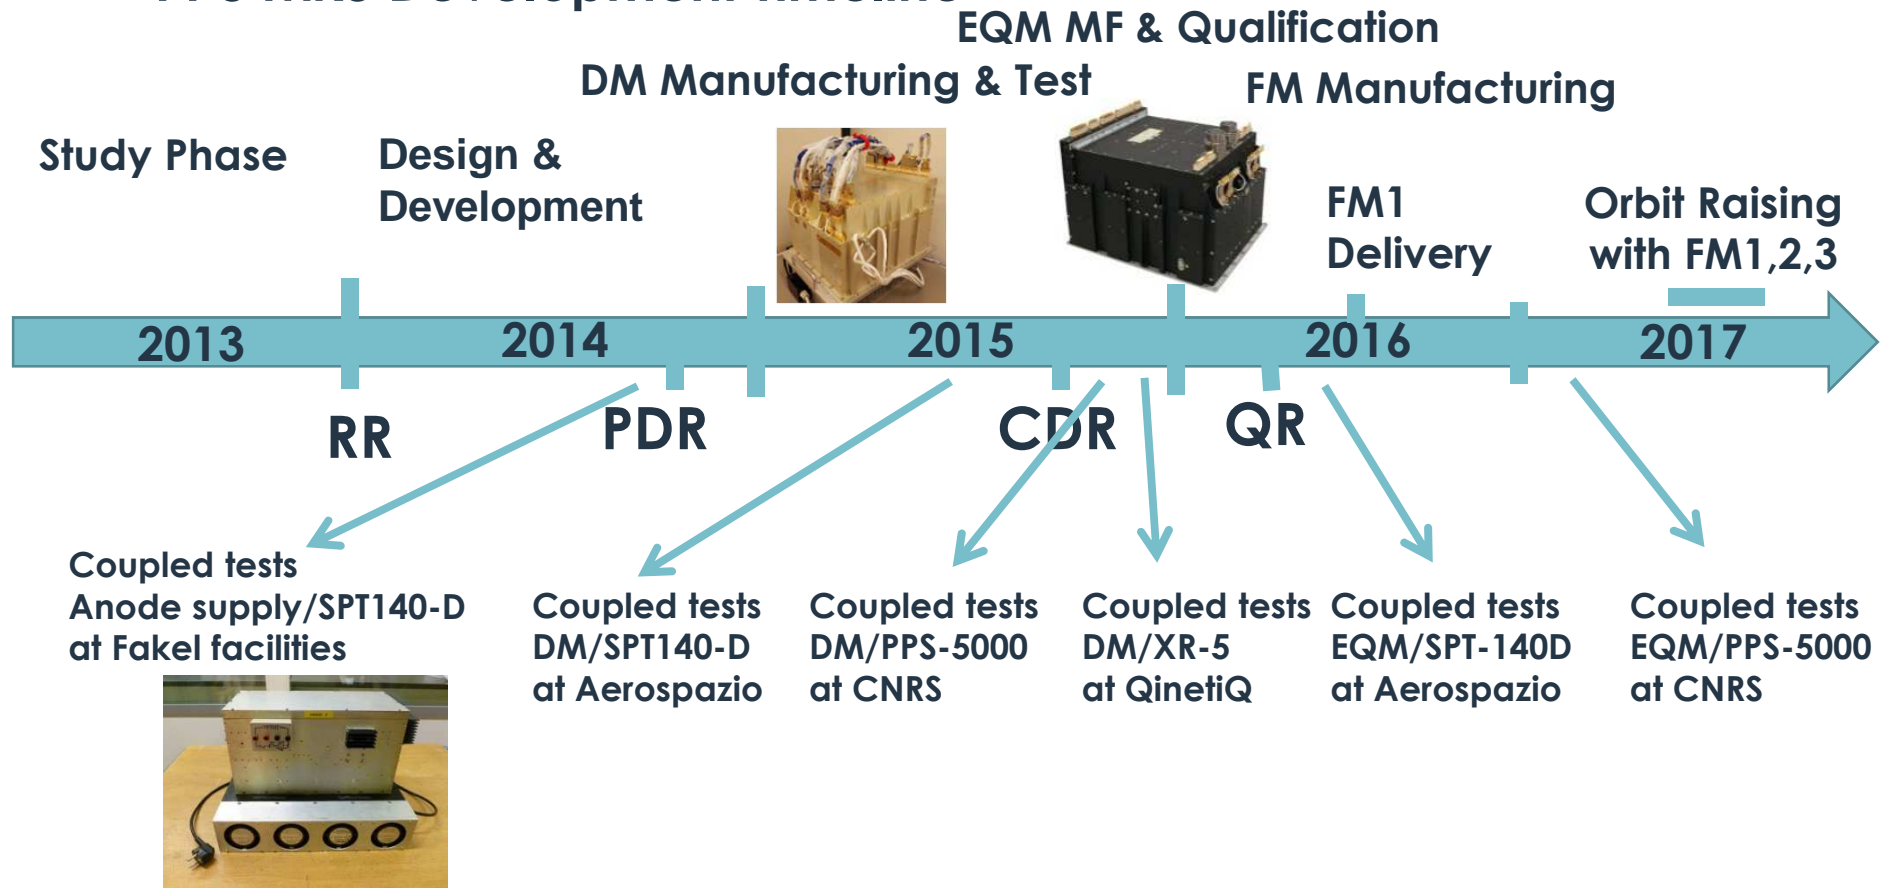 Development
EQM MF & Qualification
DM Manufacturing & Test
FM Manufacturing
Study Phase
Design &
Development
FM1
Delivery
Orbit Raising
with FM1,2,3
2013
2014
2015
2016
2017
RR
PDR
CDR
QR
Coupled tests
Anode supply/SPT140-D
at Fakel facilities
Coupled tests
DM/SPT140-D
at Aerospazio
Coupled tests
DM/PPS-5000
at CNRS
Coupled tests
DM/XR-5
at QinetiQ
Coupled tests
EQM/SPT-140D
at Aerospazio
Coupled tests
EQM/PPS-5000
at CNRS